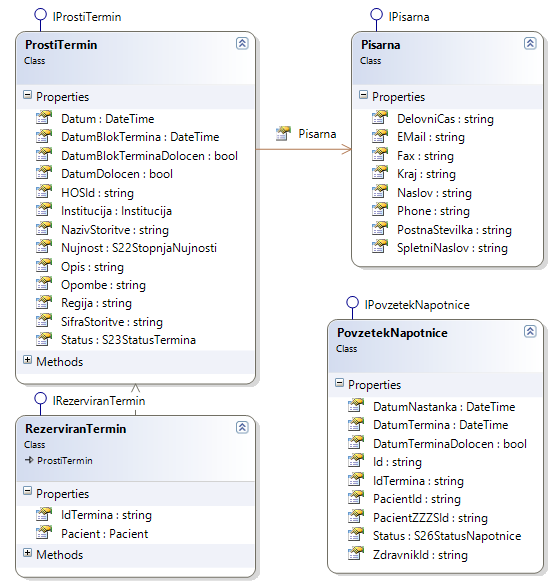 IProstiTermin
ProstiTermin
Class
Properties
Datum : DateTime
DatumBlokTermina : DateTime
DatumBlokTerminaDolocen : bool
DatumDolocen : bool
HOSId : string
Institucija : Institucija
NazivStoritve : string
Nujnost : S22StopnjaNujnosti
Opis : string
Opombe : string
Regija : string
SifraStoritve : string
Status : S23StatusTermina
Methods
Pisarna
IPisarna
Pisarna
Class
Properties
DelovniCas : string
EMail : string
Fax : string
Kraj : string
Naslov : string
Phone : string
PostnaStevilka : string
SpletniNaslov : string
IRezerviranTermin
RezerviranTermin
Class
ProstiTermin
Properties
IdTermina : string
Pacient : Pacient
Methods
IPovzetekNapotnice
PovzetekNapotnice
Class
Properties
DatumNastanka : DateTime
DatumTermina : DateTime
DatumTerminaDolocen : bool
Id : string
IdTermina : string
PacientId : string
PacientZZZSId : string
Status : S26StatusNapotnice
ZdravnikId : string